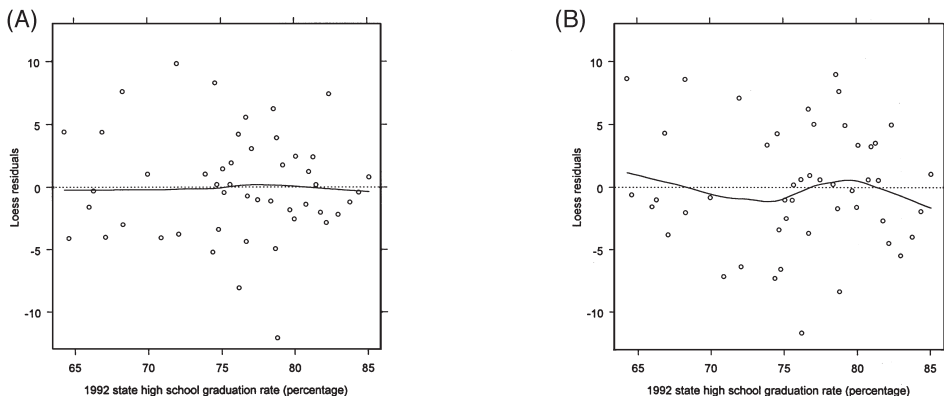 (A)
10
5
0
-5
-10
Loess residuals
65 70 75 80 85
1992 state high school graduation rate (percentage)
(B)
10
5
0
-5
-10
Loess residuals
65 70 75 80 85
1992 state high school graduation rate (percentage)